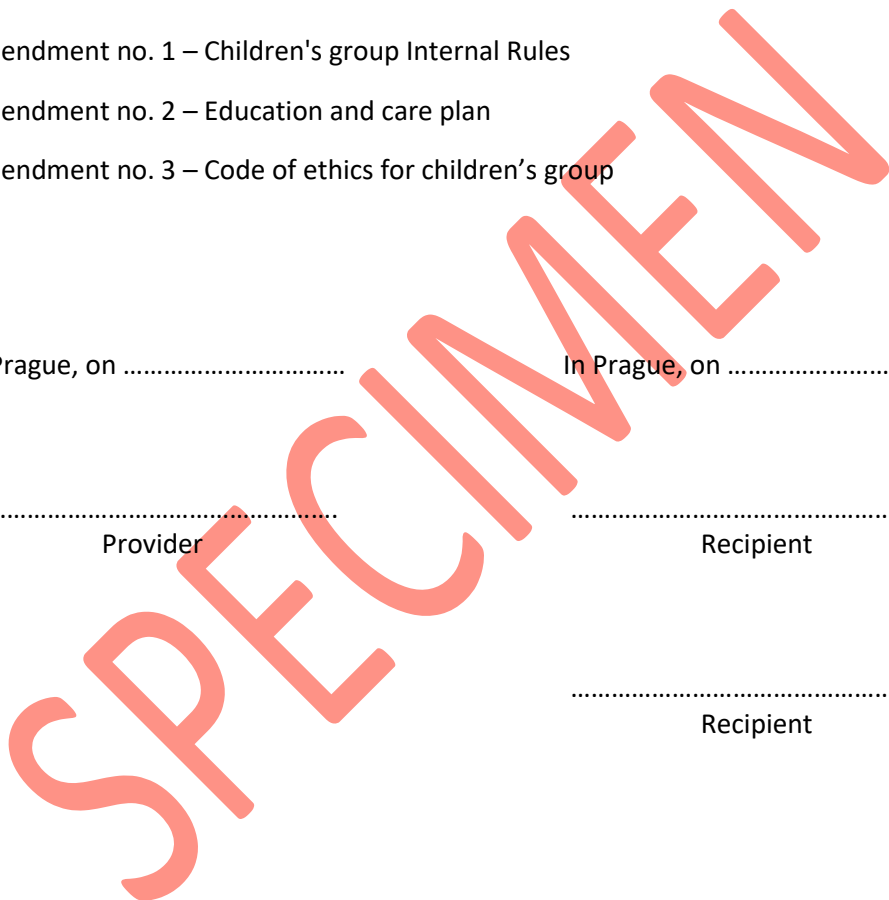 endment no. 1 – Children's group Internal Rules
endment no. 2 – Education and care plan
endment no. 3 – Code of ethics for children’s group
Prague, on ……………………………
In Prague, on ……………………
……………………………………………
Provider
…………………………………………
Recipient
…………………………………………
Recipient
SPECIMEN